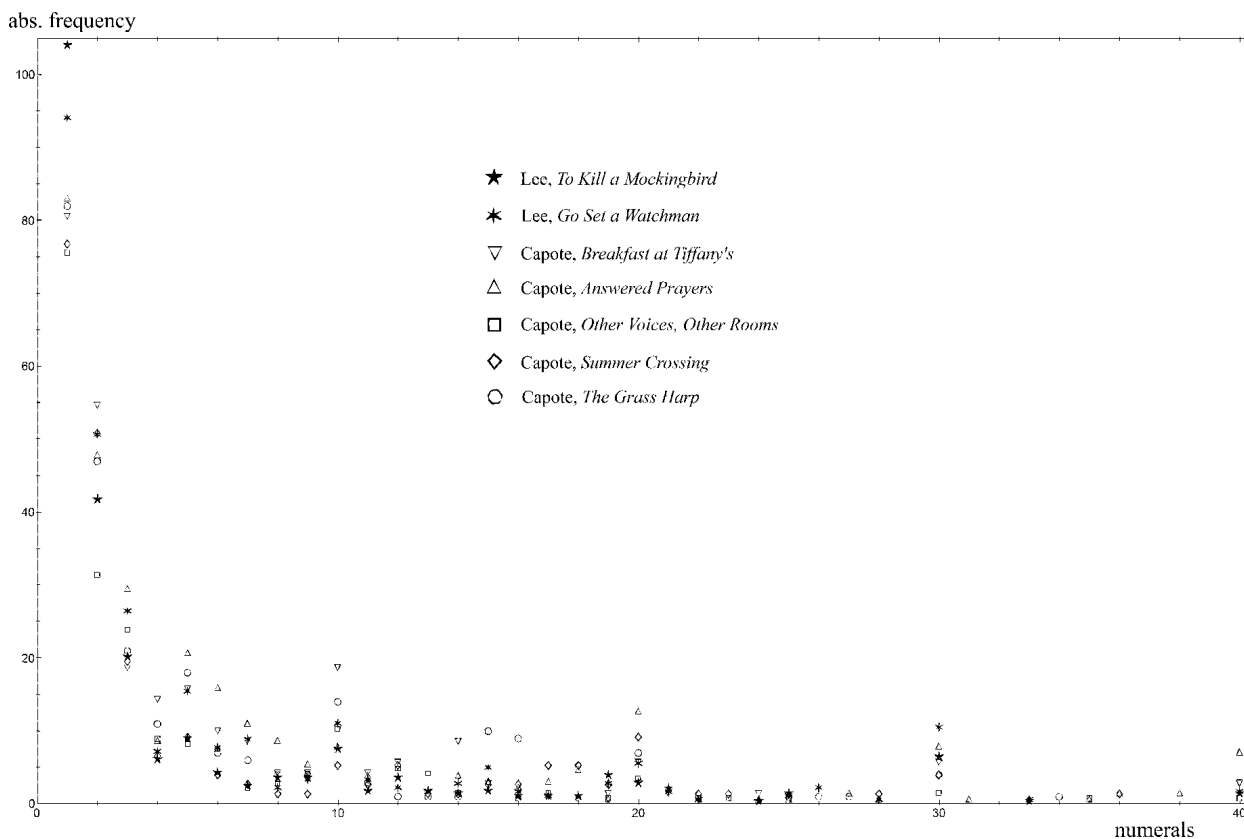 abs. frequency
100
80
60
40
20
0
Lee, To Kill a Mockingbird
Lee, Go Set a Watchman
Capote, Breakfast at Tiffany's
Capote, Answered Prayers
Capote, Other Voices, Other Rooms
Capote, Summer Crossing
Capote, The Grass Harp
0 10 20 30 40
numerals